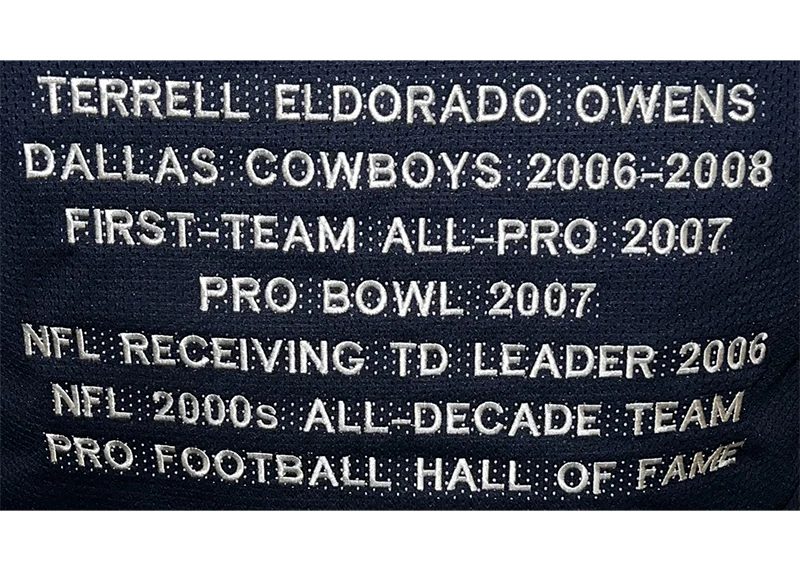 TERRELL ELDORADO OWENS
DALLAS COWBOYS 2006-2008
FIRST-TEAM ALL-PRO 2007
PRO BOWL 2007
NFL RECEIVING TD LEADER 2006
NFL 2000s ALL-DECADE TEAM
PRO FOOTBALL HALL OF FAME